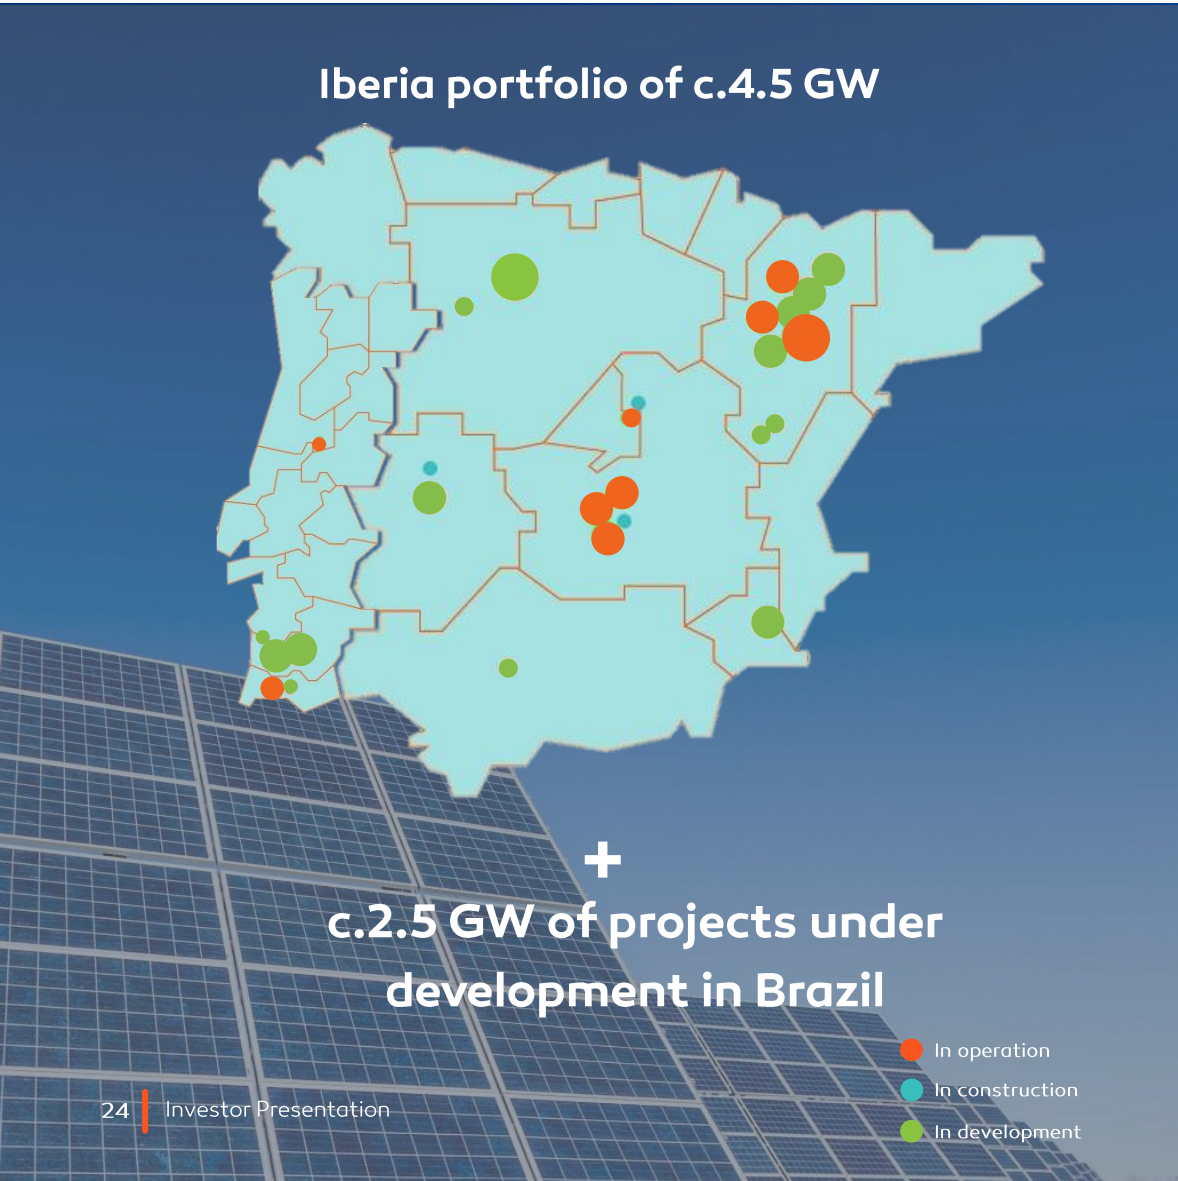 Iberia portfolio of c.4.5 GW
+
c.2.5 GW of projects under
development in Brazil
In operation
In construction
In development
24
Investor Presentation